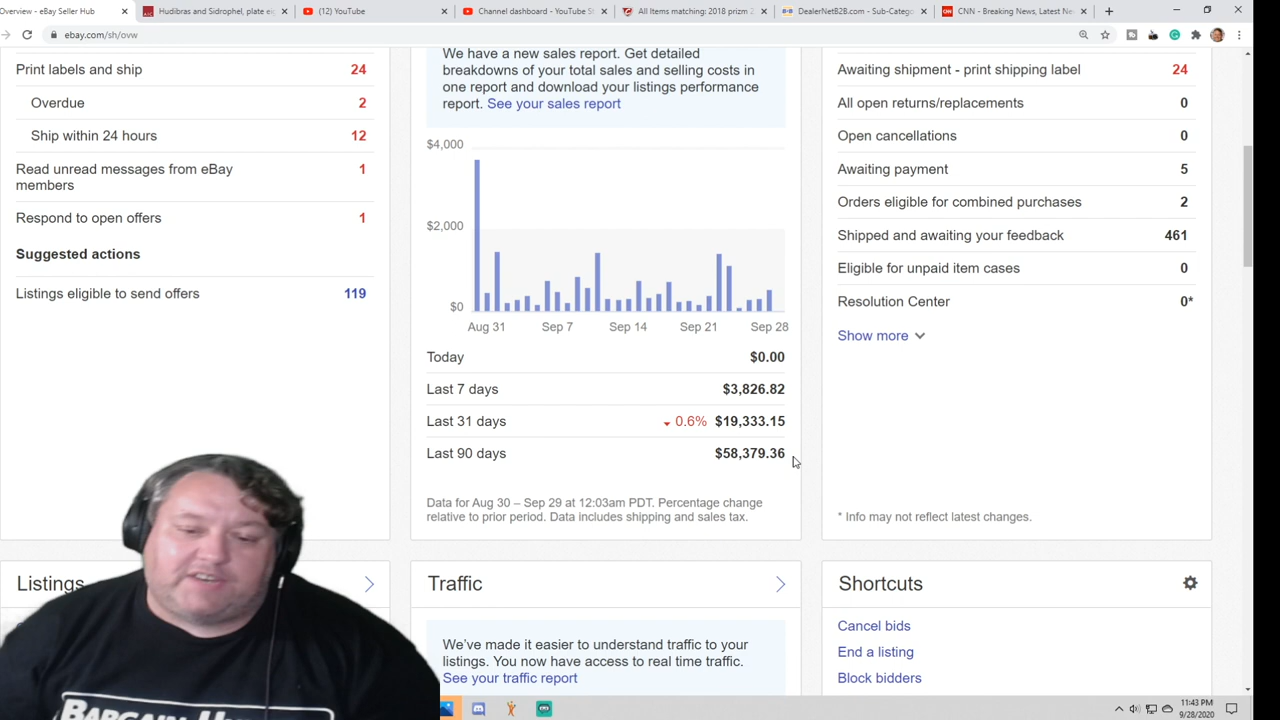 Overview - eBay Seller Hub
Hudibras and Sidrophel, plate eig
(12) YouTube
Channel dashboard - YouTube St
All Items matching: 2018 prizm 2
DealerNetB2B.com - Sub-Catego
CNN - Breaking News, Latest Ne
ebay.com/sh/ovw
Print labels and ship 24
Overdue 2
Ship within 24 hours 12
Read unread messages from eBay
members 1
Respond to open offers 1
Suggested actions
Listings eligible to send offers 119
Listings
We have a new sales report. Get detailed
breakdowns of your total sales and selling costs in
one report and download your listings performance
report. See your sales report
$4,000
$2,000
$0
Aug 31 Sep 7 Sep 14 Sep 21 Sep 28
Today $0.00
Last 7 days $3,826.82
Last 31 days 0.6% $19,333.15
Last 90 days $58,379.36
Data for Aug 30 – Sep 29 at 12:03am PDT. Percentage change
relative to prior period. Data includes shipping and sales tax.
Traffic
We've made it easier to understand traffic to your
listings. You now have access to real time traffic.
See your traffic report
Awaiting shipment - print shipping label 24
All open returns/replacements 0
Open cancellations 0
Awaiting payment 5
Orders eligible for combined purchases 2
Shipped and awaiting your feedback 461
Eligible for unpaid item cases 0
Resolution Center 0*
Show more
* Info may not reflect latest changes.
Shortcuts
Cancel bids
End a listing
Block bidders
BARGAIN
11:43 PM
9/28/2020